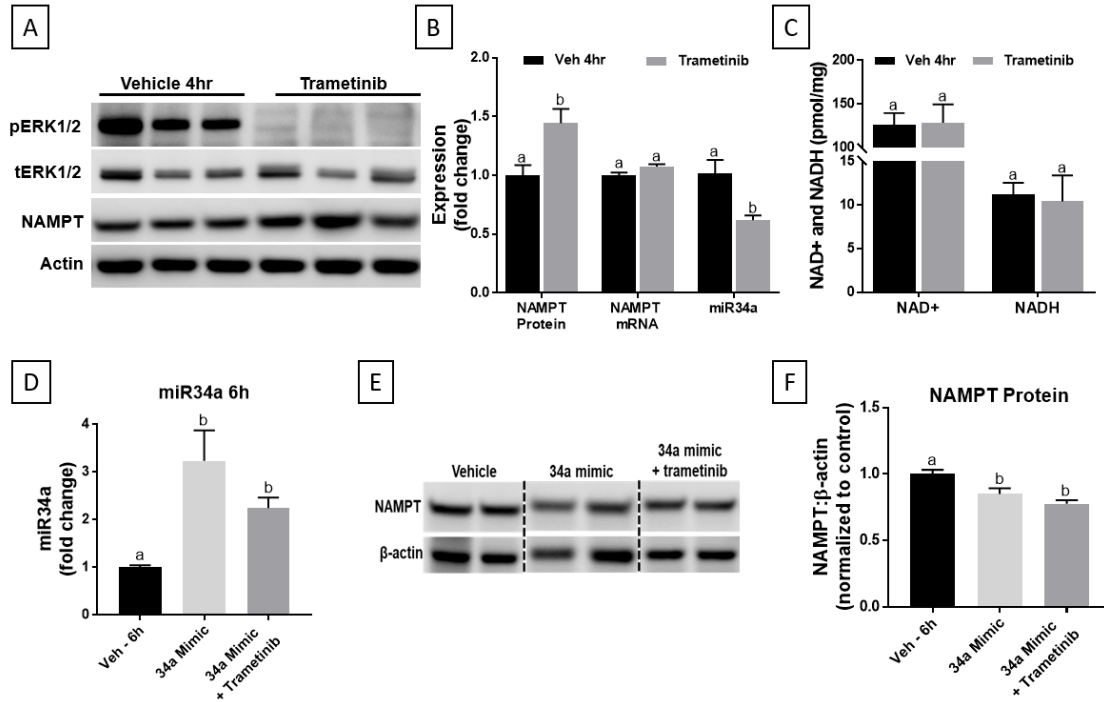 A
Vehicle 4hr
Trametinib
pERK1/2
tERK1/2
NAMPT
Actin
B
Veh 4hr
Trametinib
Expression
(fold change)
2.0
1.5
1.0
0.5
0.0
a
b
a
a
a
b
NAMPT
Protein
NAMPT
mRNA
miR34a
C
Veh 4hr
Trametinib
NAD+ and NADH (pmol/mg)
200
150
100
15
10
5
0
a
a
a
a
NAD+
NADH
D
miR34a 6h
miR34a
(fold change)
4
3
2
1
0
a
b
b
Veh - 6h
34a Mimic
34a Mimic
+ Trametinib
E
Vehicle
34a mimic
34a mimic
+ trametinib
NAMPT
β-actin
F
NAMPT Protein
NAMPT:β-actin
(normalized to control)
1.5
1.0
0.5
0.0
a
b
b
Veh - 6h
34a Mimic
34a Mimic
+ Trametinib